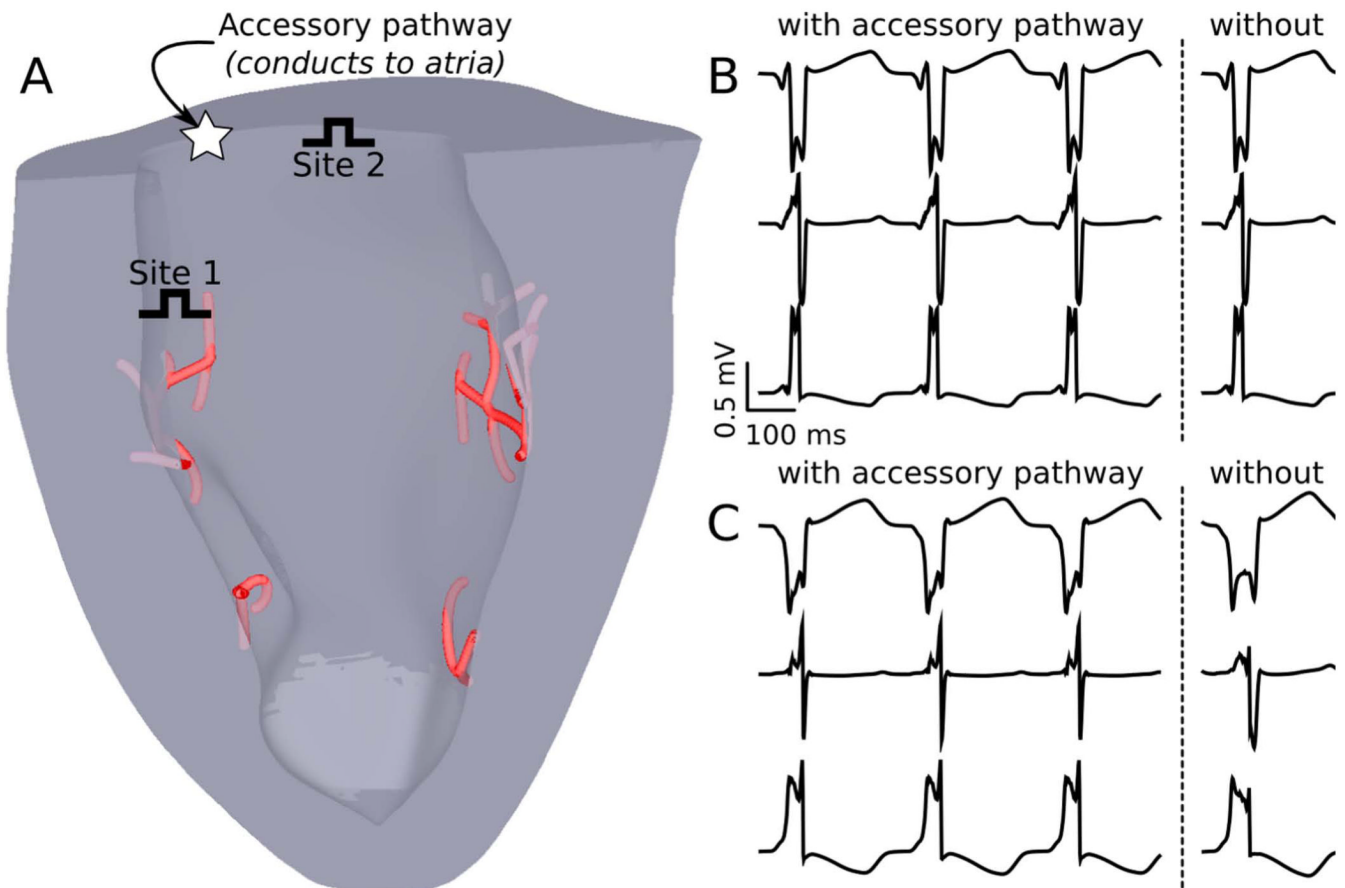 A
Accessory pathway
(conducts to atria)
Site 2
Site 1
B
with accessory pathway
without
0.5 mV
100 ms
C
with accessory pathway
without